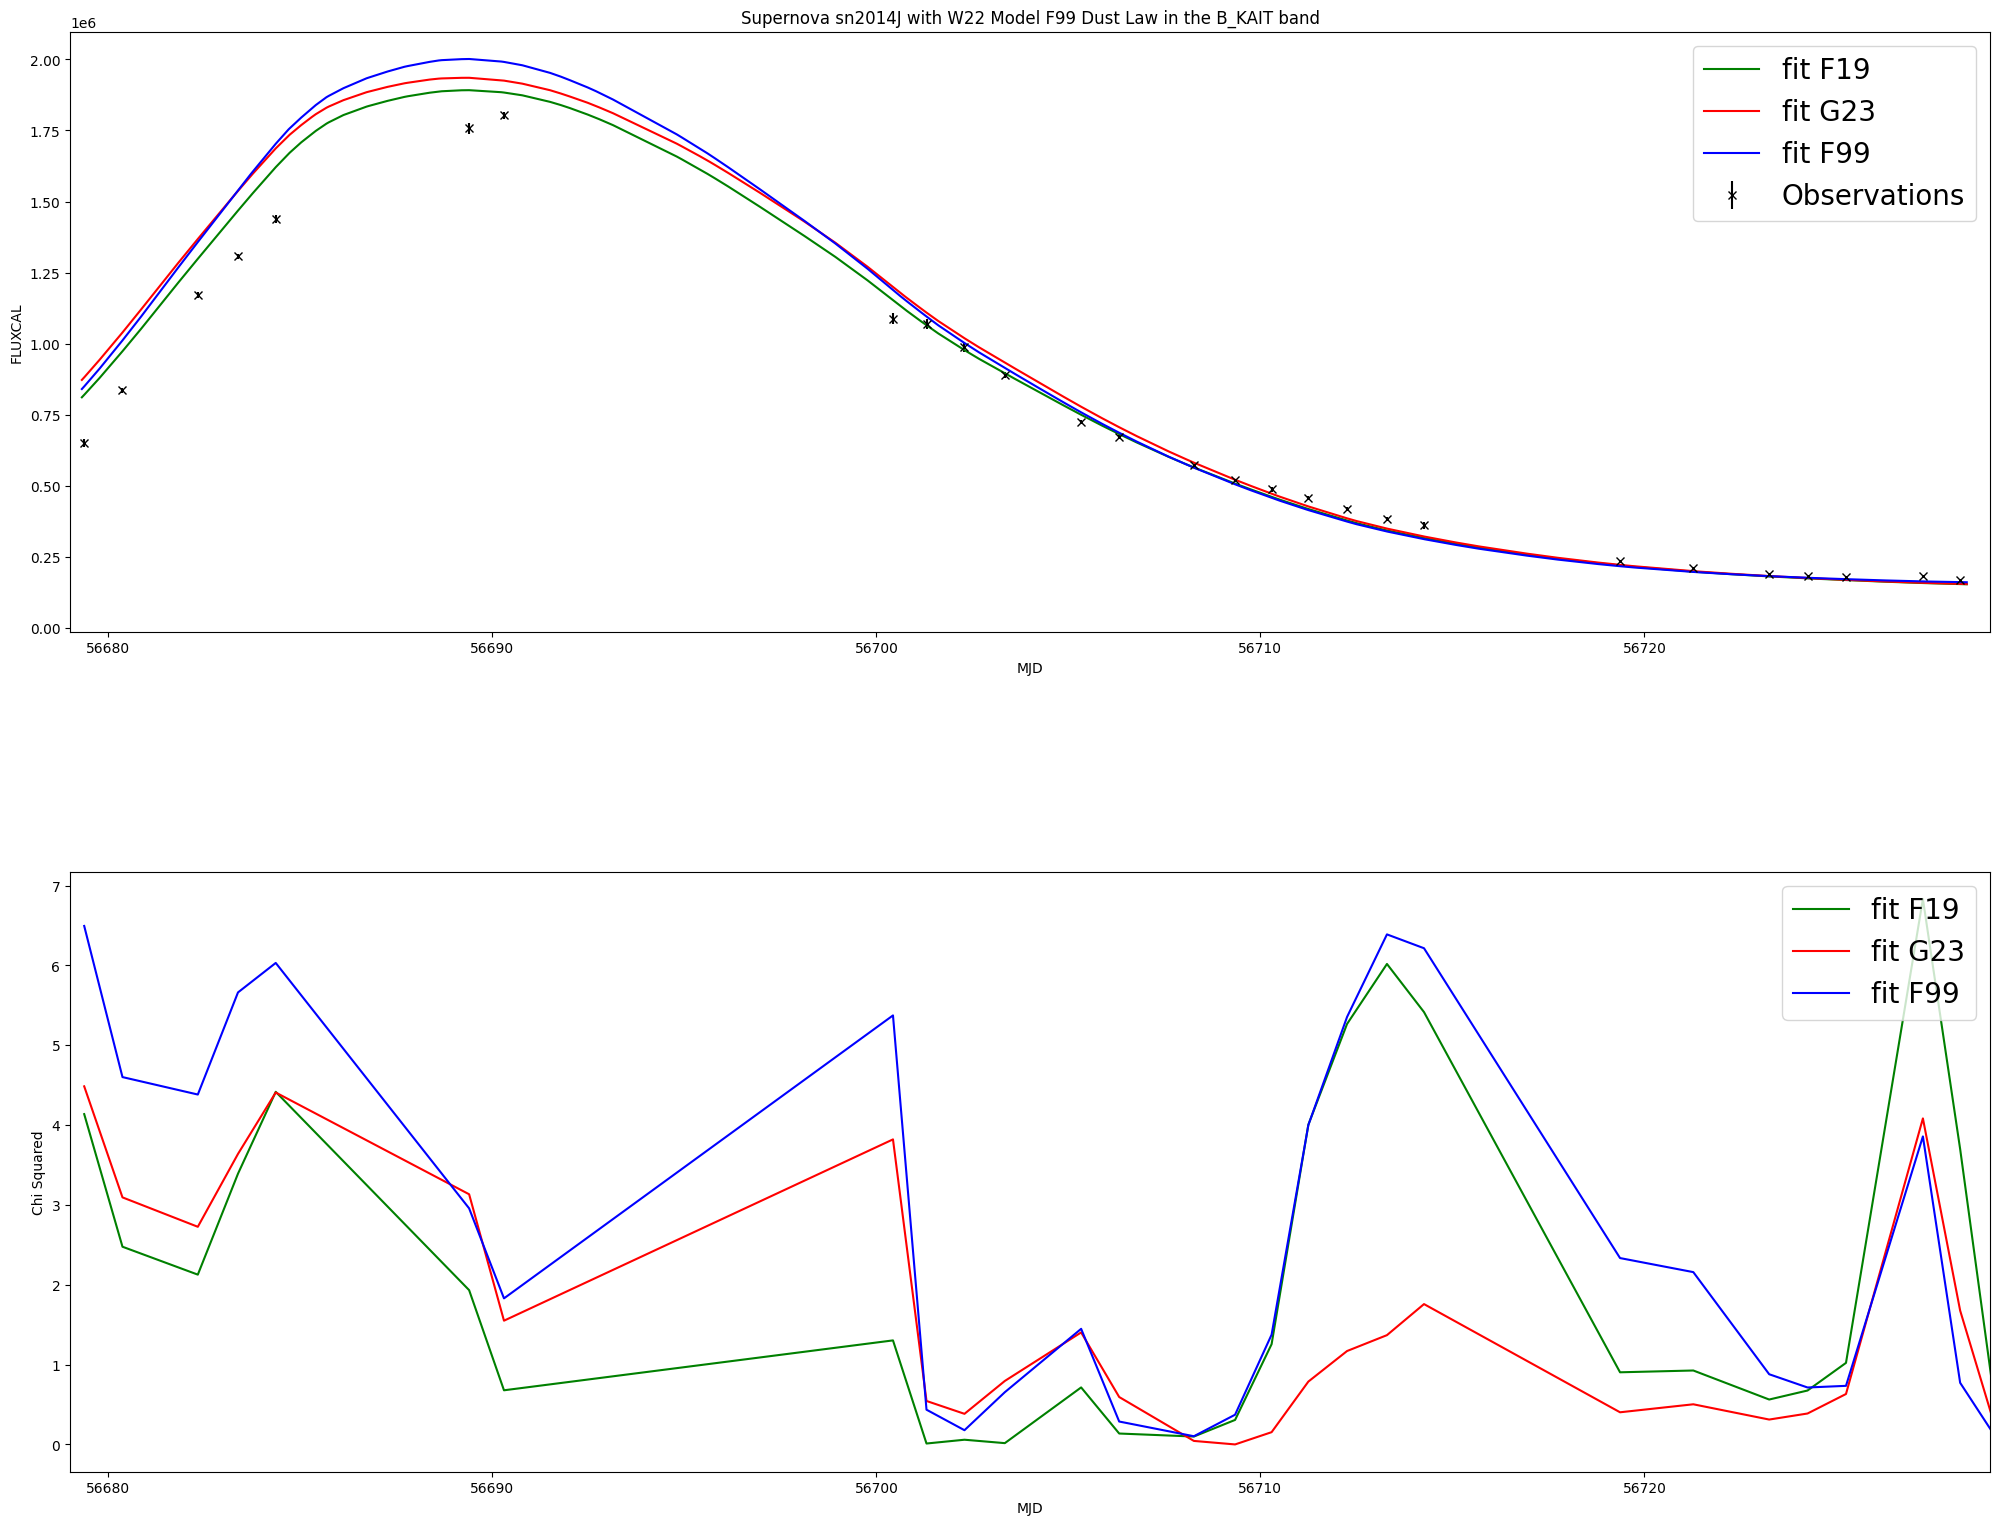 Supernova sn2014J with W22 Model F99 Dust Law in the B_KAIT band
1e6
2.00
1.75
1.50
1.25
1.00
0.75
0.50
0.25
0.00
FLUXCAL
fit F19
fit G23
fit F99
Observations
56680 56690 56700 56710 56720
MJD
7
6
5
4
3
2
1
0
Chi Squared
fit F19
fit G23
fit F99
56680 56690 56700 56710 56720
MJD